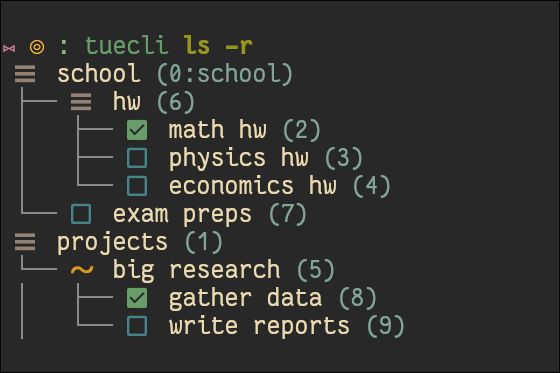 ⋈ ◎ : tuecli ls -r
school (0:school)
hw (6)
math hw (2)
physics hw (3)
economics hw (4)
exam preps (7)
projects (1)
~ big research (5)
gather data (8)
write reports (9)